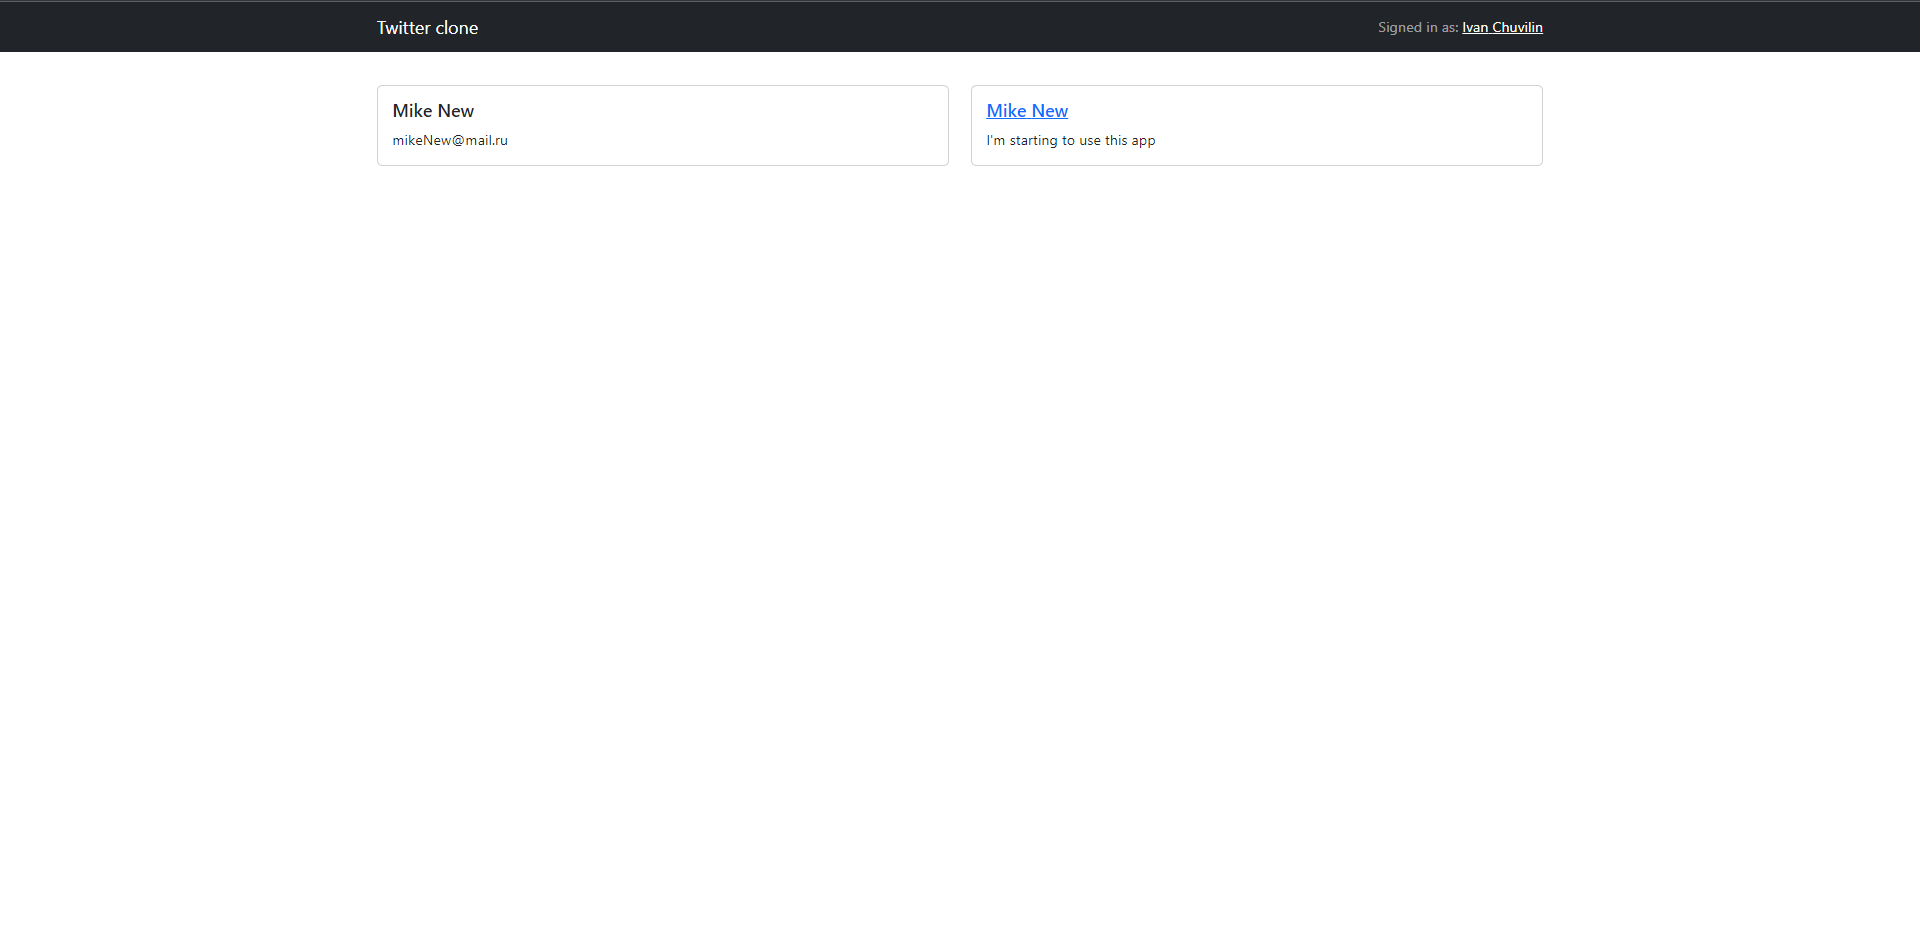 Twitter clone
Signed in as: Ivan Chuvilin
Mike New
mikeNew@mail.ru
Mike New
I'm starting to use this app